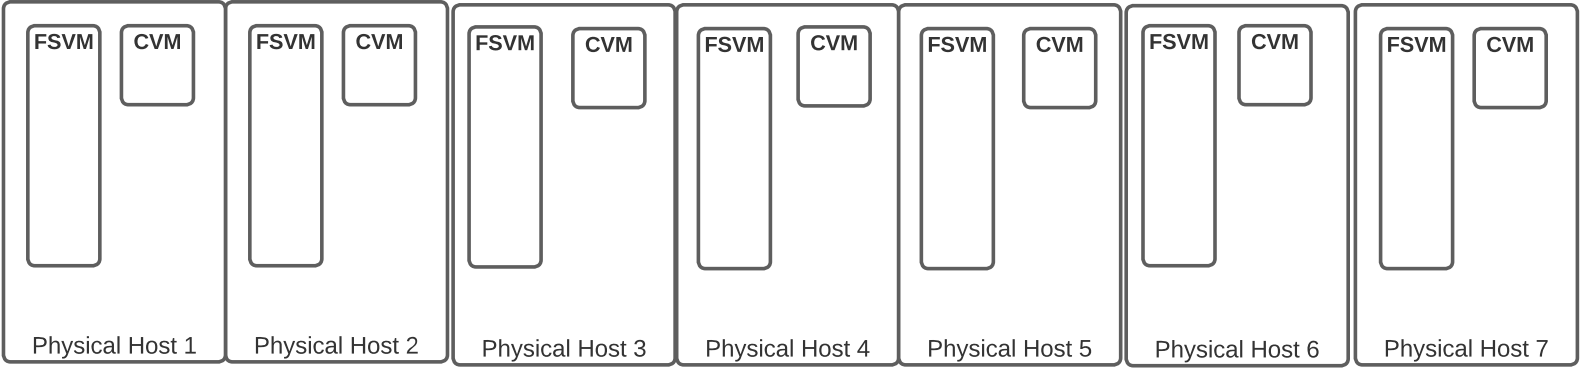 FSVM
CVM
Physical Host 1
FSVM
CVM
Physical Host 2
FSVM
CVM
Physical Host 3
FSVM
CVM
Physical Host 4
FSVM
CVM
Physical Host 5
FSVM
CVM
Physical Host 6
FSVM
CVM
Physical Host 7